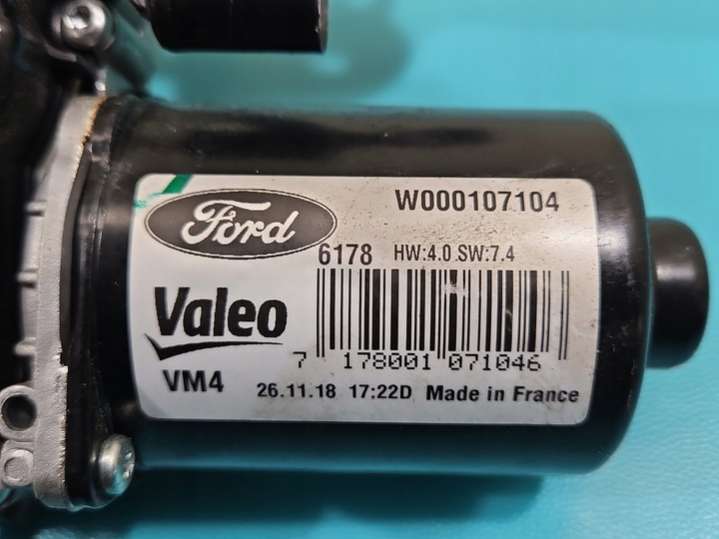 W000107104
Ford
6178 HW:4.0 SW:7.4
Valeo
7 178001 071046
VM4
26.11.18 17:22D Made in France